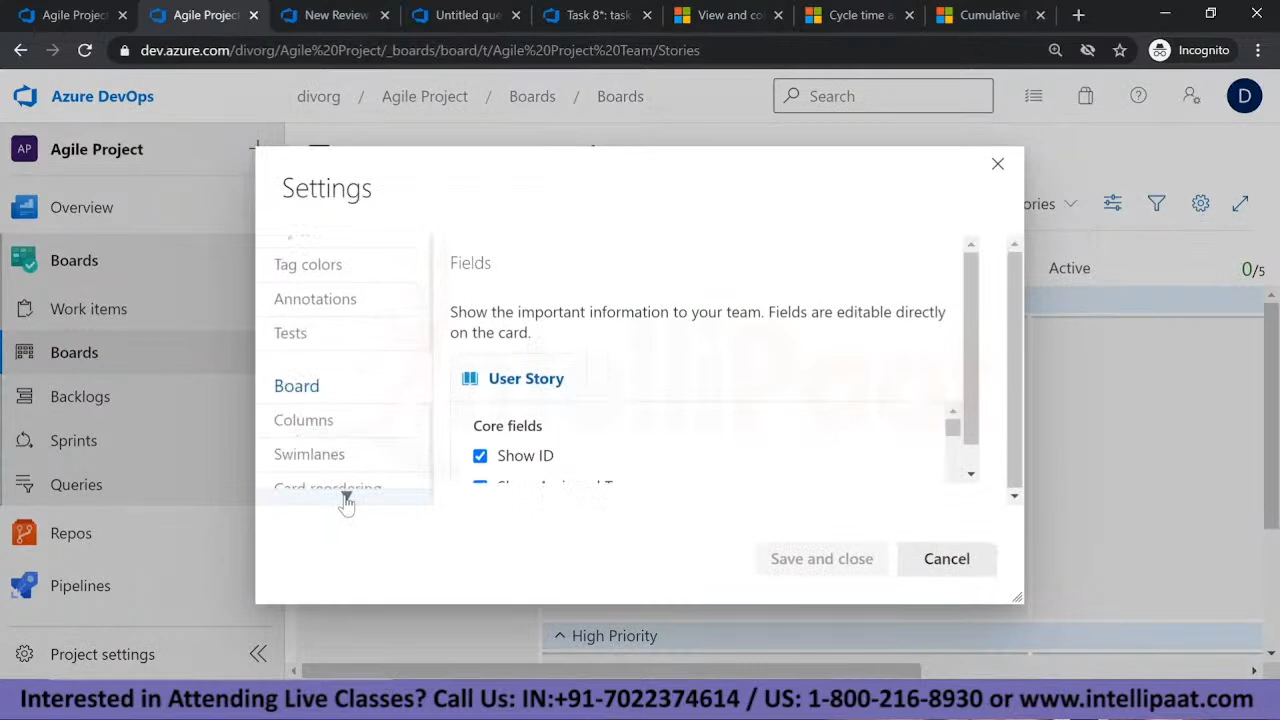 Agile Projec
Agile Projec
New Review
Untitled que
Task 8*: task
View and co
Cycle time a
Cumulative
dev.azure.com/divorg/Agile%20Project/_boards/board/t/Agile%20Project%20Team/Stories
Incognito
Azure DevOps
divorg / Agile Project / Boards / Boards
Search
D
AP Agile Project
Overview
Boards
Work items
Boards
Backlogs
Sprints
Queries
Repos
Pipelines
Project settings
Settings
Tag colors
Annotations
Tests
Board
Columns
Swimlanes
Card reordering
Fields
Show the important information to your team. Fields are editable directly
on the card.
User Story
Core fields
Show ID
Save and close
Cancel
ories
Active
0/5
High Priority
Interested in Attending Live Classes? Call Us: IN:+91-7022374614 / US: 1-800-216-8930 or www.intellipaat.com